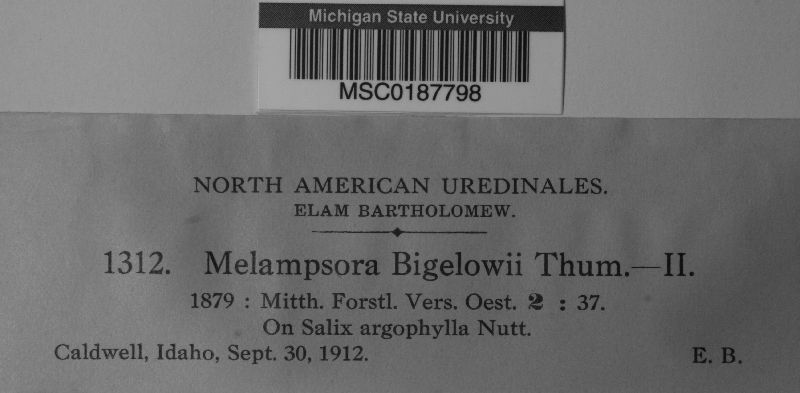 Michigan State University
MSC0187798
NORTH AMERICAN UREDINALES.
ELAM BARTHOLOMEW.
1312. Melampsora Bigelowii Thum.—II.
1879 : Mitth. Forstl. Vers. Oest. 2 : 37.
On Salix argophylla Nutt.
Caldwell, Idaho, Sept. 30, 1912. E. B.